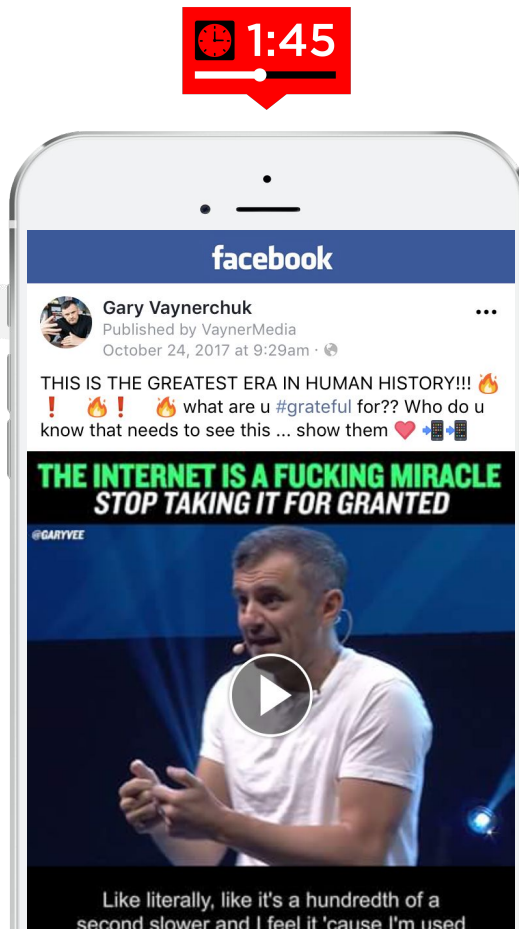 1:45
facebook
Gary Vaynerchuk
Published by VaynerMedia
October 24, 2017 at 9:29am ·
THIS IS THE GREATEST ERA IN HUMAN HISTORY!!! 🔥
❗ 🔥❗ 🔥 what are u #grateful for?? Who do u
know that needs to see this ... show them ❤️ 📲📲
THE INTERNET IS A FUCKING MIRACLE
STOP TAKING IT FOR GRANTED
@GARYVEE
Like literally, like it's a hundredth of a
second slower and I feel it 'cause I'm used